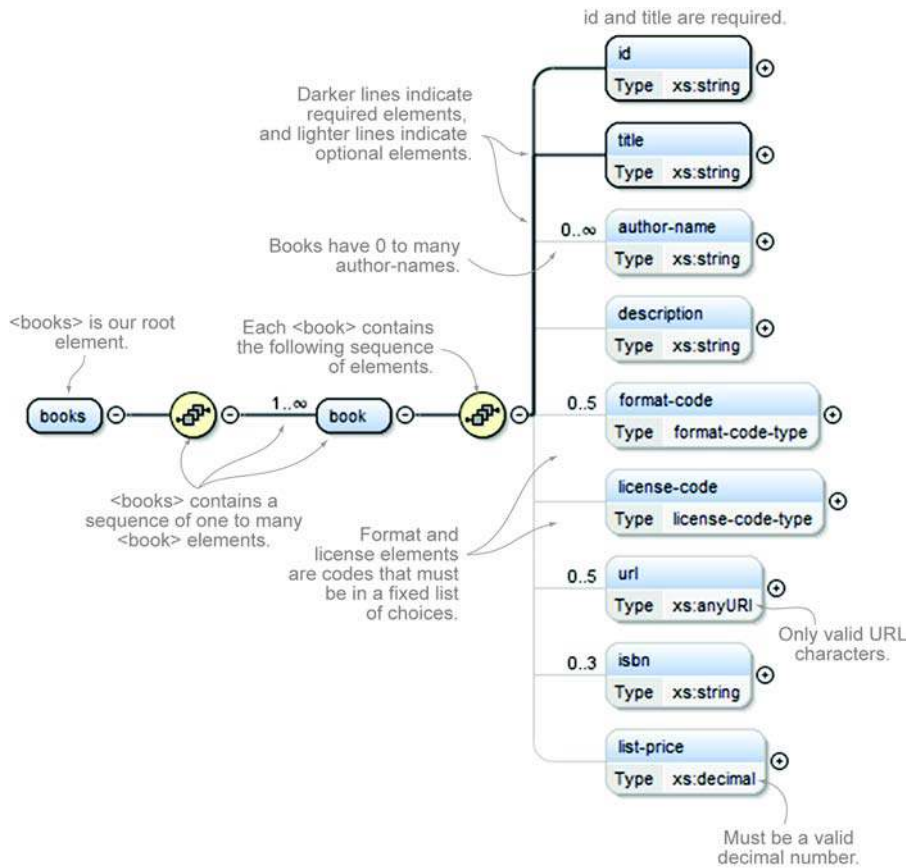 id and title are required.
id
Type xs:string
Darker lines indicate
required elements,
and lighter lines indicate
optional elements.
title
Type xs:string
0..∞
author-name
Type xs:string
Books have 0 to many
author-names.
description
Type xs:string
<books> is our root
element.
Each <book> contains
the following sequence
of elements.
books
1..∞
book
0..5
format-code
Type format-code-type
<books> contains a
sequence of one to many
<book> elements.
license-code
Type license-code-type
Format and
license elements
are codes that must
be in a fixed list
of choices.
0..5
url
Type xs:anyURI
Only valid URL
characters.
0..3
isbn
Type xs:string
list-price
Type xs:decimal
Must be a valid
decimal number.